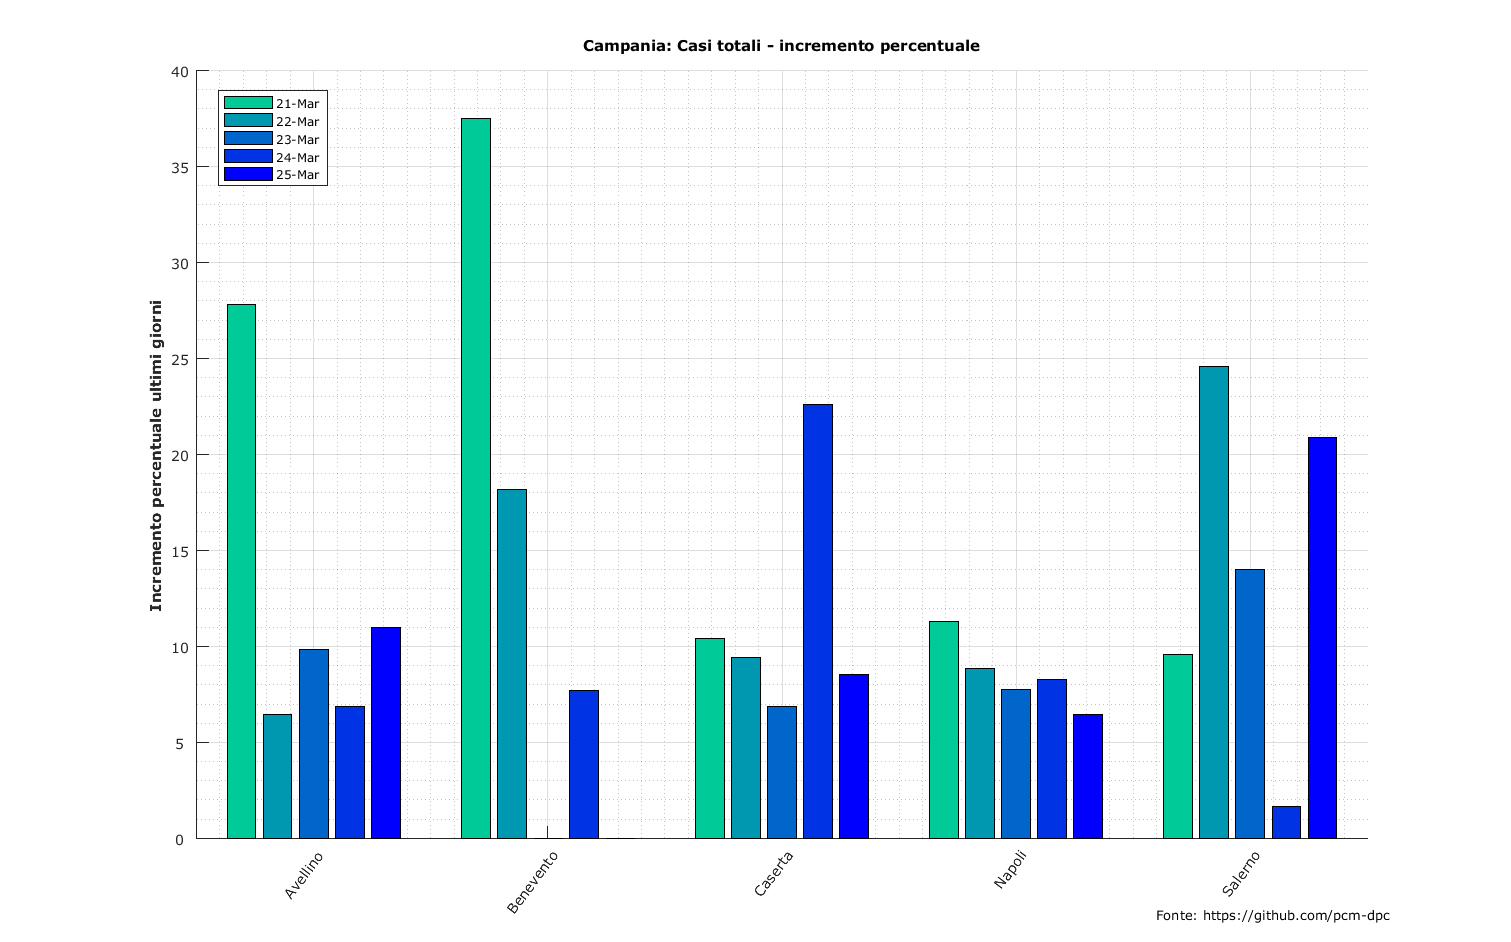 Campania: Casi totali - incremento percentuale
40
35
30
25
20
15
10
5
0
Incremento percentuale ultimi giorni
21-Mar
22-Mar
23-Mar
24-Mar
25-Mar
Avellino
Benevento
Caserta
Napoli
Salerno
Fonte: https://github.com/pcm-dpc